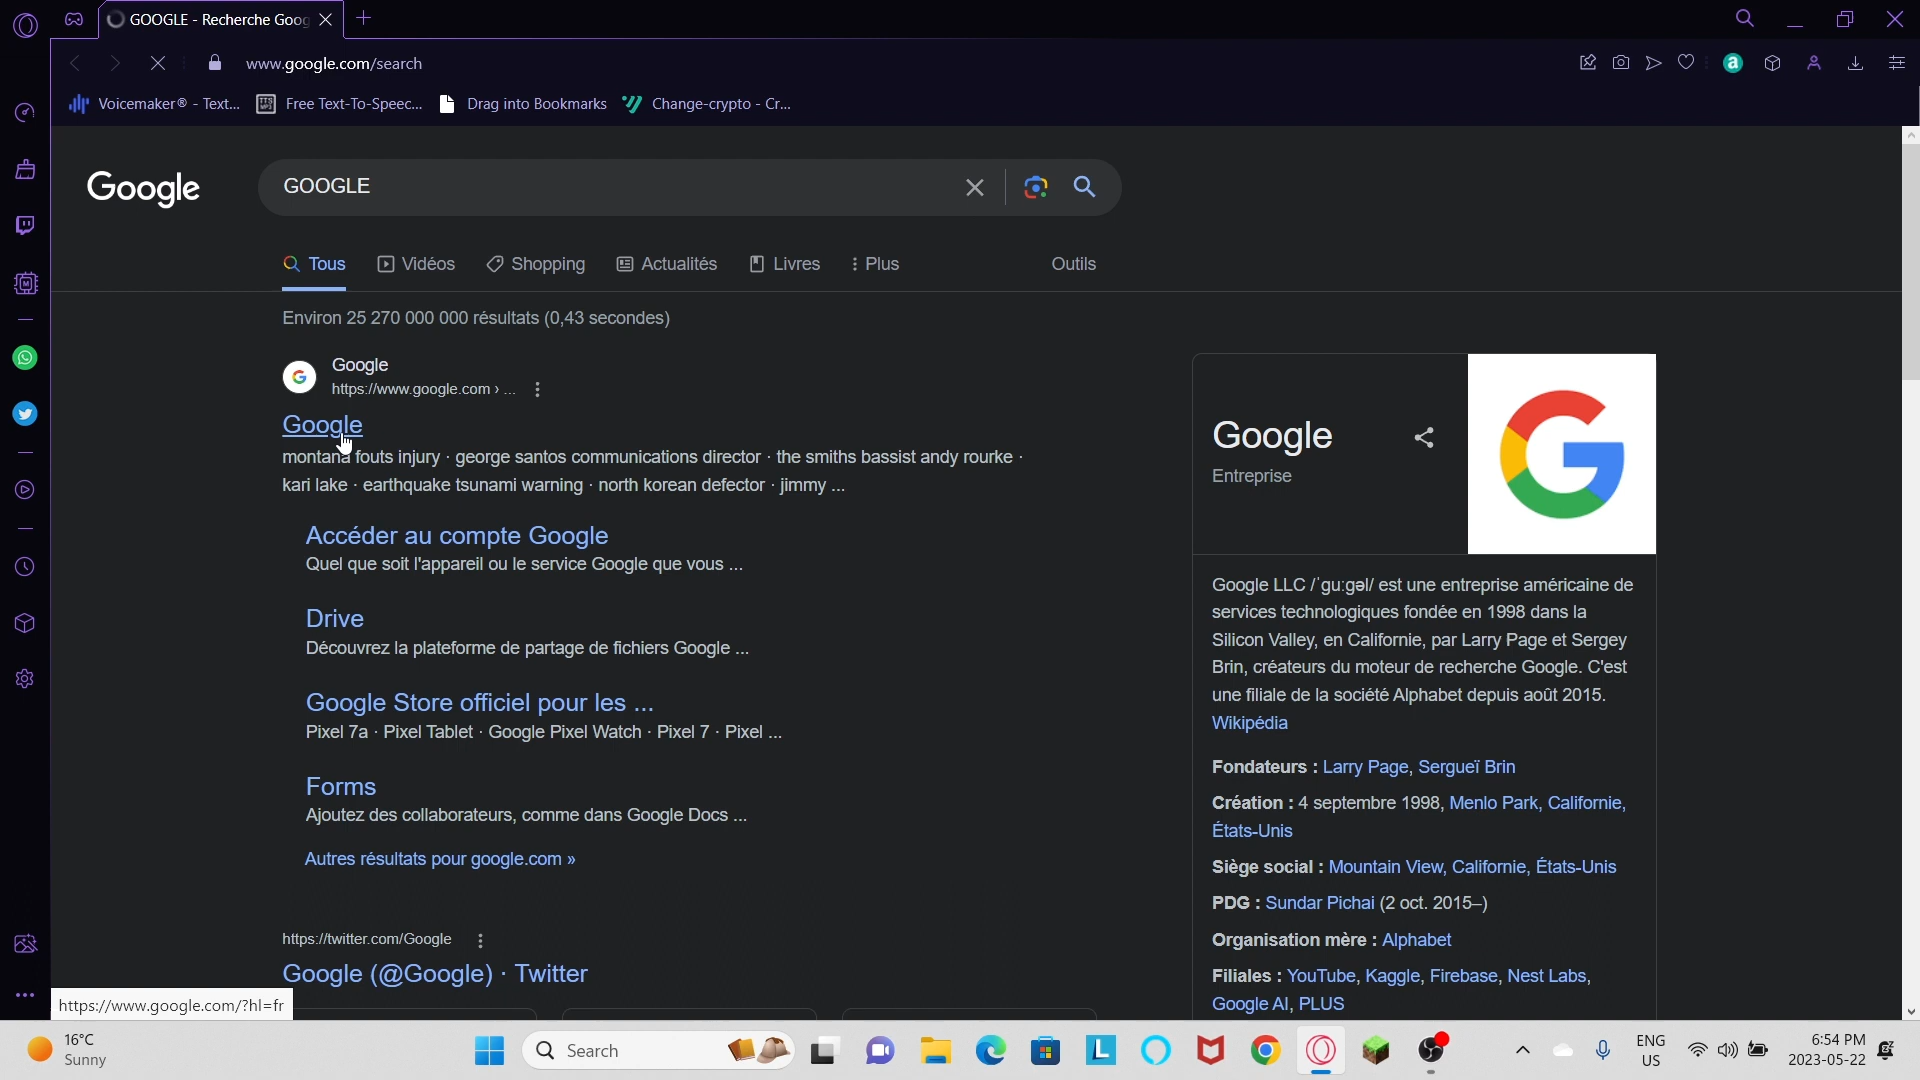 GOOGLE - Recherche Goog
www.google.com/search
Voicemaker® - Text... Free Text-To-Speec... Drag into Bookmarks Change-crypto - Cr...
Google
GOOGLE
Tous Vidéos Shopping Actualités Livres Plus Outils
Environ 25 270 000 000 résultats (0,43 secondes)
Google
https://www.google.com › ...
Google
montana fouts injury · george santos communications director · the smiths bassist andy rourke ·
kari lake · earthquake tsunami warning · north korean defector · jimmy ...
Accéder au compte Google
Quel que soit l'appareil ou le service Google que vous ...
Drive
Découvrez la plateforme de partage de fichiers Google ...
Google Store officiel pour les ...
Pixel 7a · Pixel Tablet · Google Pixel Watch · Pixel 7 · Pixel ...
Forms
Ajoutez des collaborateurs, comme dans Google Docs ...
Autres résultats pour google.com »
https://twitter.com/Google
Google (@Google) · Twitter
Google
Entreprise
Google LLC /ˈguːgəl/ est une entreprise américaine de
services technologiques fondée en 1998 dans la
Silicon Valley, en Californie, par Larry Page et Sergey
Brin, créateurs du moteur de recherche Google. C'est
une filiale de la société Alphabet depuis août 2015.
Wikipédia
Fondateurs : Larry Page, Sergueï Brin
Création : 4 septembre 1998, Menlo Park, Californie,
États-Unis
Siège social : Mountain View, Californie, États-Unis
PDG : Sundar Pichai (2 oct. 2015–)
Organisation mère : Alphabet
Filiales : YouTube, Kaggle, Firebase, Nest Labs,
Google AI, PLUS
https://www.google.com/?hl=fr
16°C
Sunny
Search
ENG
US
6:54 PM
2023-05-22